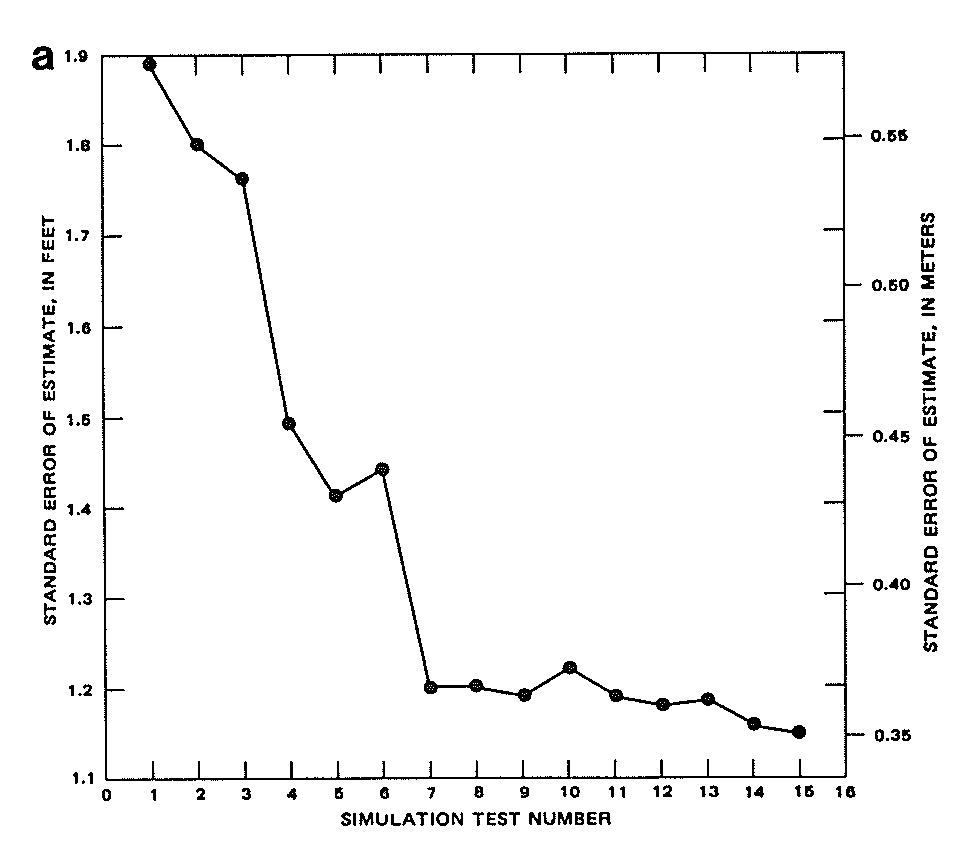 a
1.9
1.8
1.7
1.6
1.5
1.4
1.3
1.2
1.1
STANDARD ERROR OF ESTIMATE, IN FEET
0 1 2 3 4 5 6 7 8 9 10 11 12 13 14 15 16
SIMULATION TEST NUMBER
0.55
0.50
0.45
0.40
0.35
STANDARD ERROR OF ESTIMATE, IN METERS